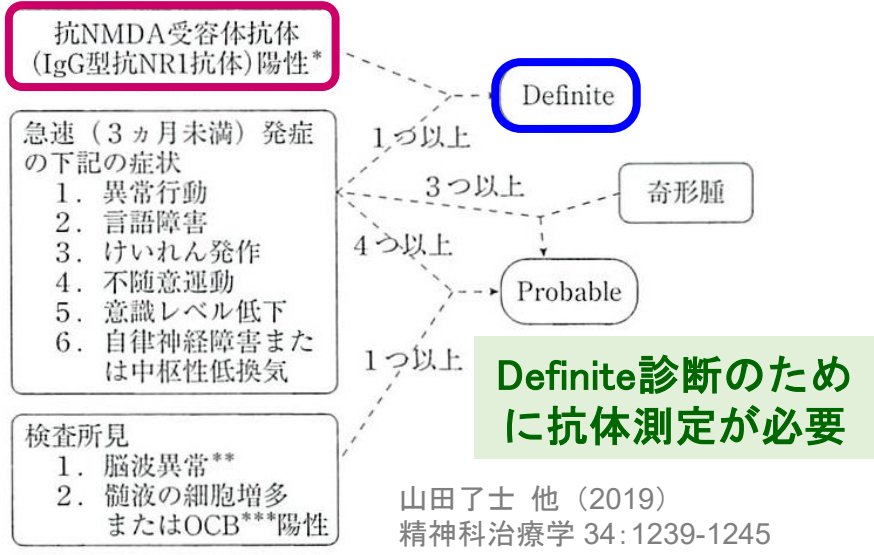 抗NMDA受容体抗体
(IgG型抗NR1抗体)陽性*
Definite
急速（3ヵ月未満）発症
の下記の症状
1. 異常行動
2. 言語障害
3. けいれん発作
4. 不随意運動
5. 意識レベル低下
6. 自律神経障害また
は中枢性低換気
1つ以上
3つ以上
奇形腫
4つ以上
Probable
1つ以上
Definite診断のため
に抗体測定が必要
検査所見
1. 脳波異常**
2. 髄液の細胞増多
またはOCB***陽性
山田了士 他（2019）
精神科治療学 34：1239-1245